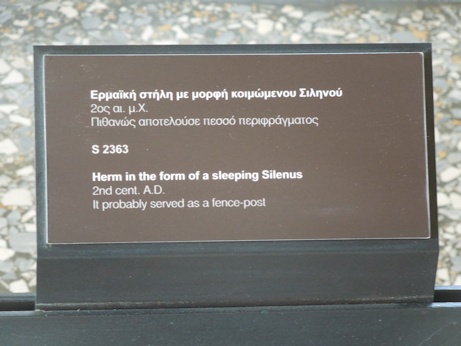 Ερμαϊκή στήλη με μορφή κοιμώμενου Σιληνού
2ος αι. μ.Χ.
Πιθανώς αποτελούσε πεσσό περιφράγματος
S 2363
Herm in the form of a sleeping Silenus
2nd cent. A.D.
It probably served as a fence-post